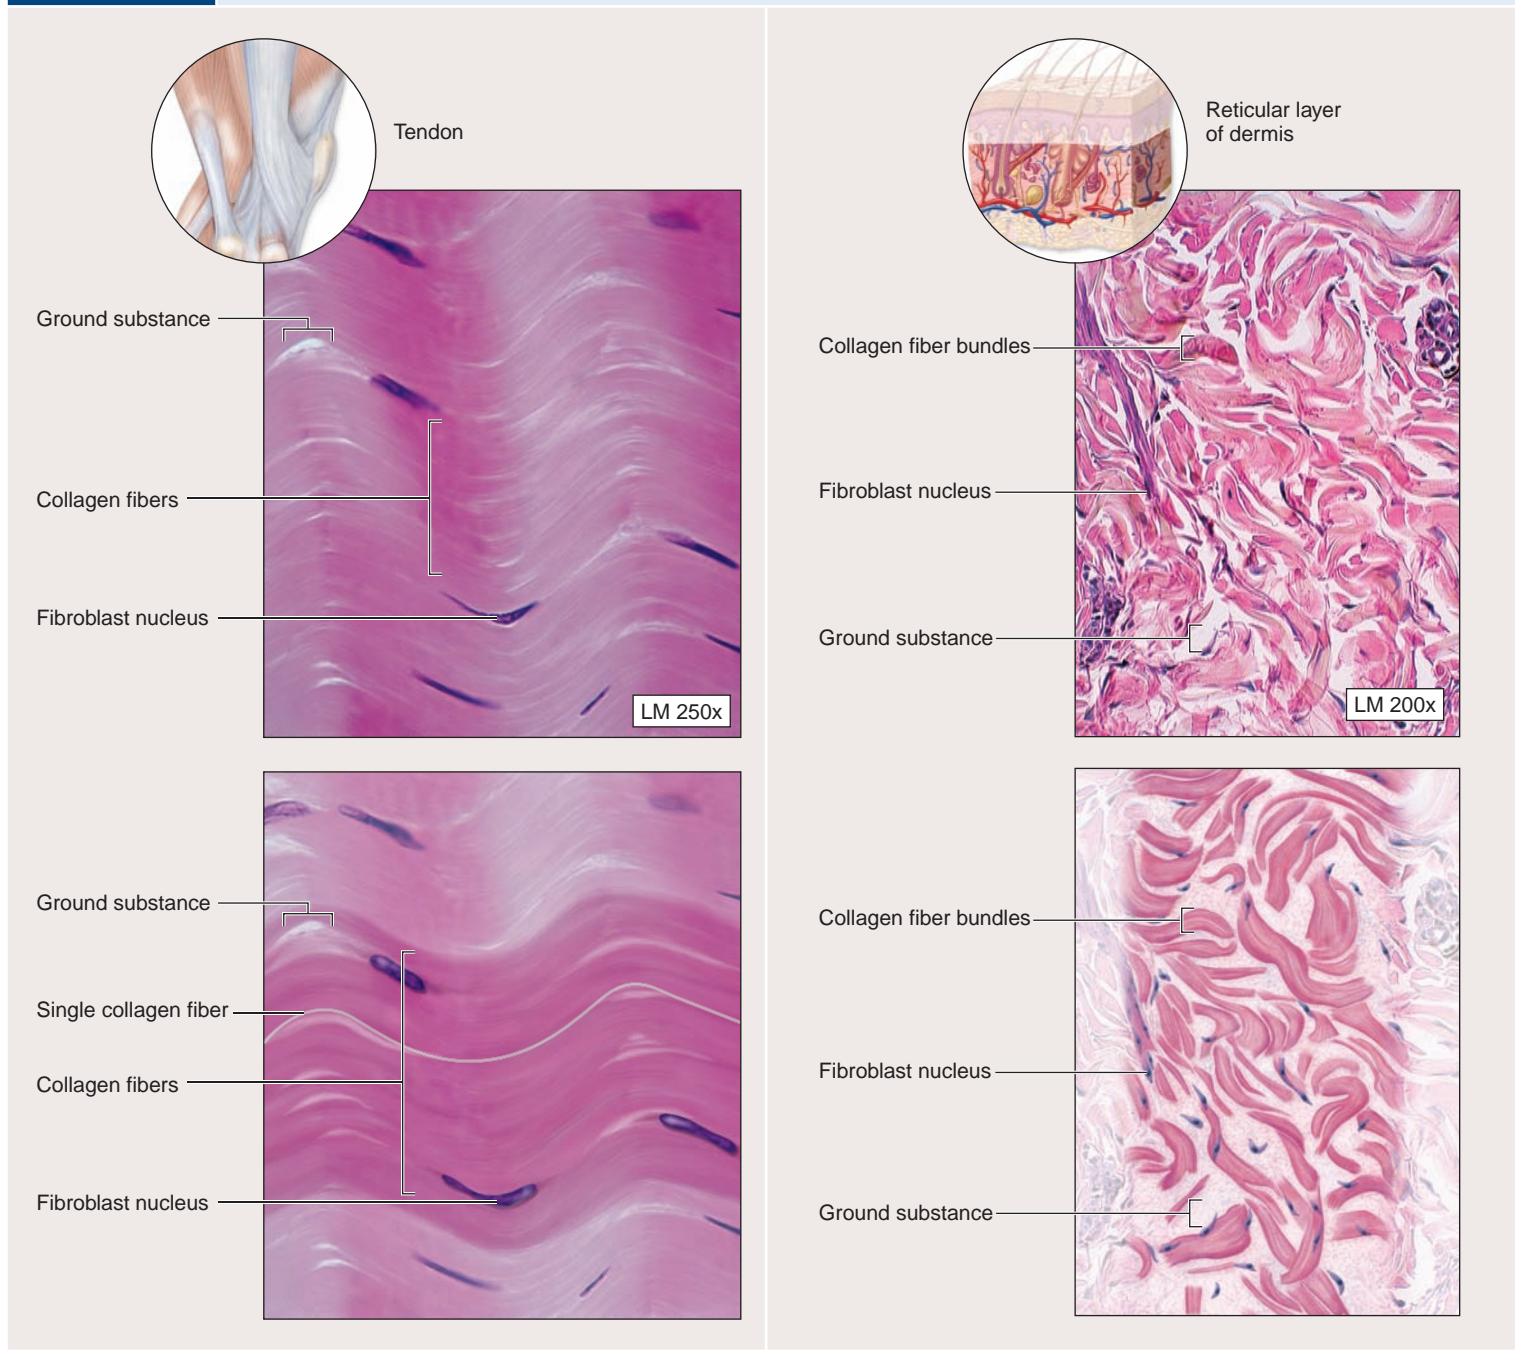 Tendon
Ground substance
Collagen fibers
Fibroblast nucleus
LM 250x
Ground substance
Single collagen fiber
Collagen fibers
Fibroblast nucleus
Reticular layer
of dermis
Collagen fiber bundles
Fibroblast nucleus
Ground substance
LM 200x
Collagen fiber bundles
Fibroblast nucleus
Ground substance